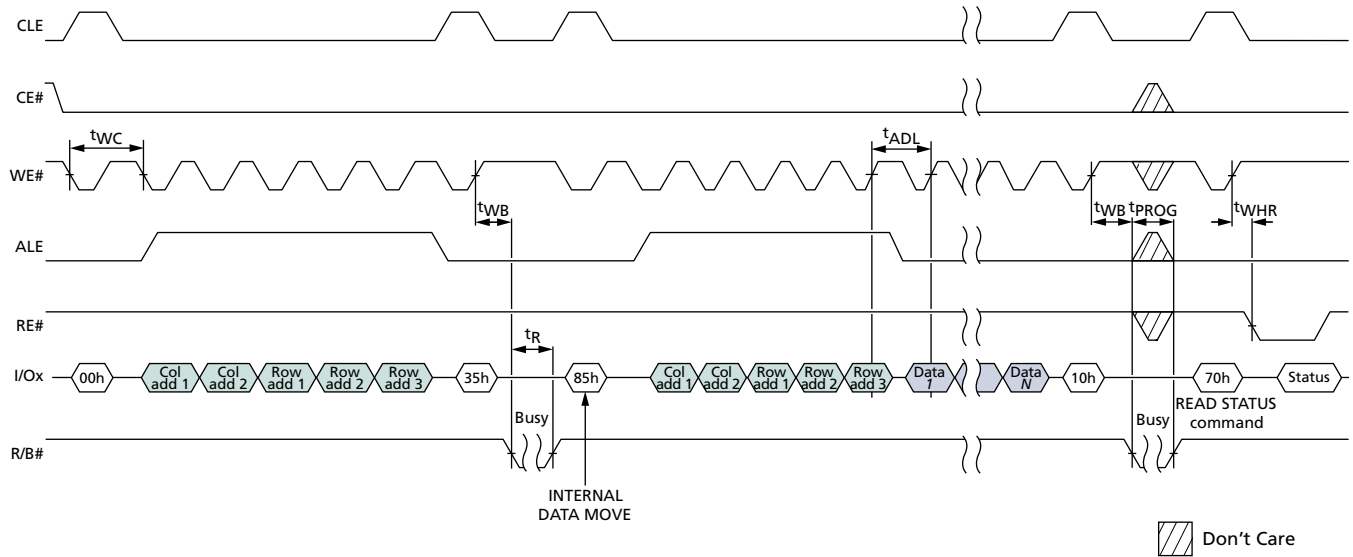 CLE
CE#
tWC
tADL
WE#
tWB
tWB
tPROG
tWHR
ALE
RE#
tR
I/Ox
00h
Col add 1
Col add 2
Row add 1
Row add 2
Row add 3
35h
85h
Col add 1
Col add 2
Row add 1
Row add 2
Row add 3
Data 1
Data N
10h
70h
Status
Busy
Busy
READ STATUS
command
R/B#
INTERNAL
DATA MOVE
Don't Care